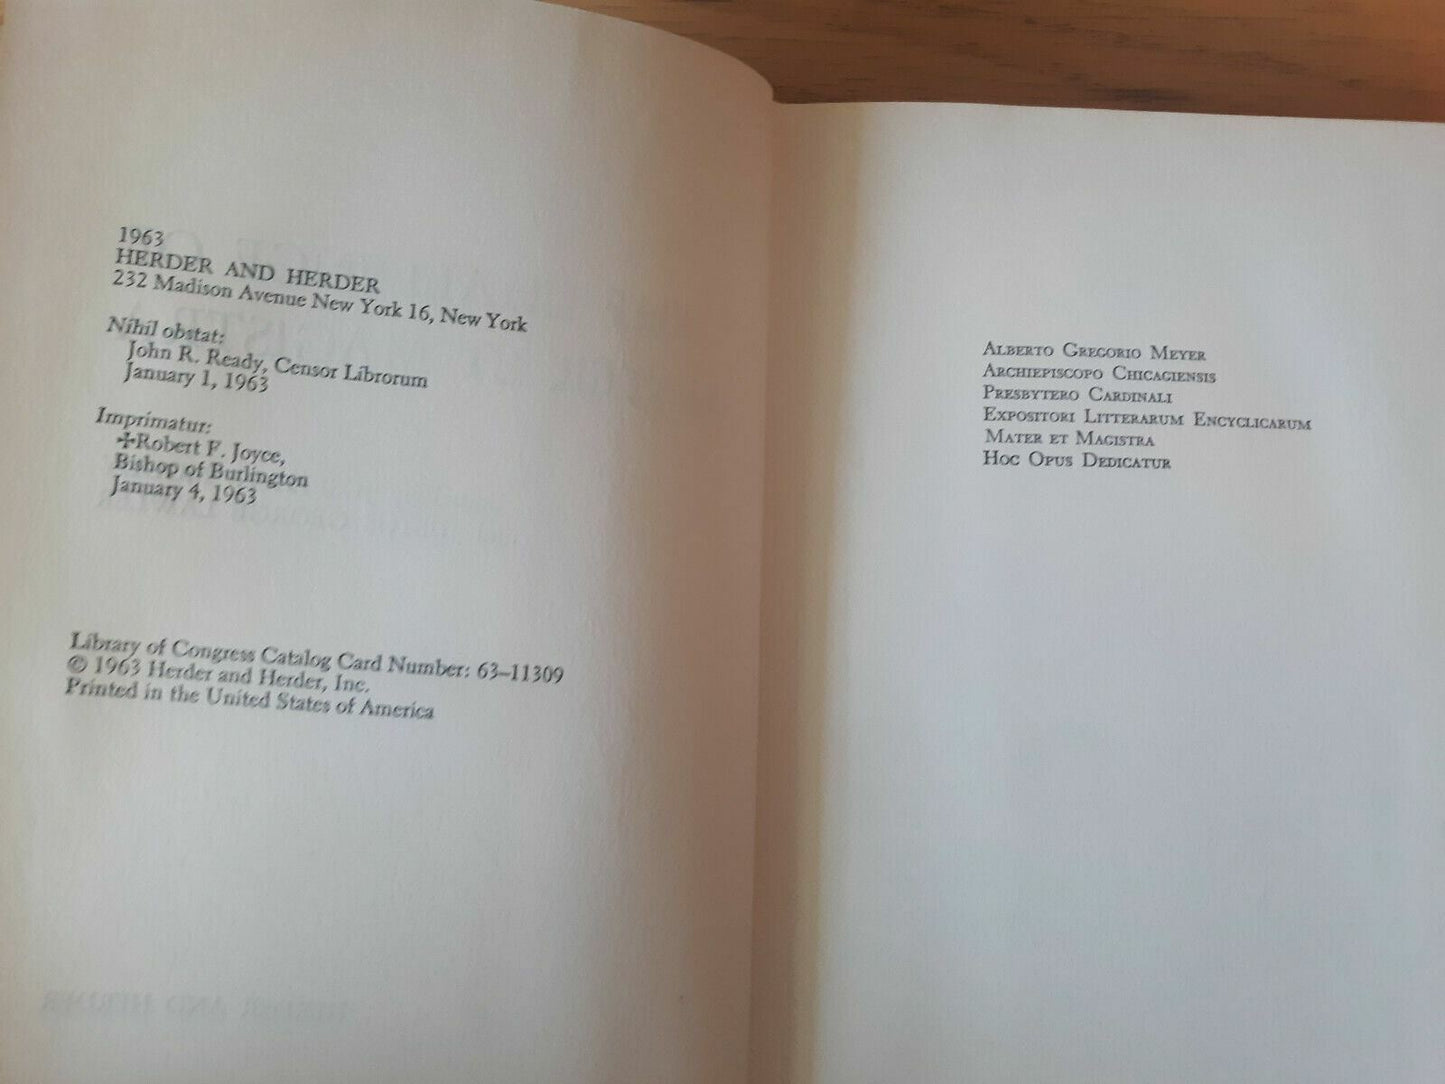 1963
HERDER AND HERDER
232 Madison Avenue New York 16, New York
Nihil obstat:
John R. Ready, Censor Librorum
January 1, 1963
Imprimatur:
✢Robert F. Joyce,
Bishop of Burlington
January 4, 1963
Library of Congress Catalog Card Number: 63–11309
© 1963 Herder and Herder, Inc.
Printed in the United States of America
HERDER AND HERDER
Alberto Gregorio Meyer
Archiepiscopo Chicagiensis
Presbytero Cardinali
Expositori Litterarum Encyclicarum
Mater et Magistra
Hoc Opus Dedicatur